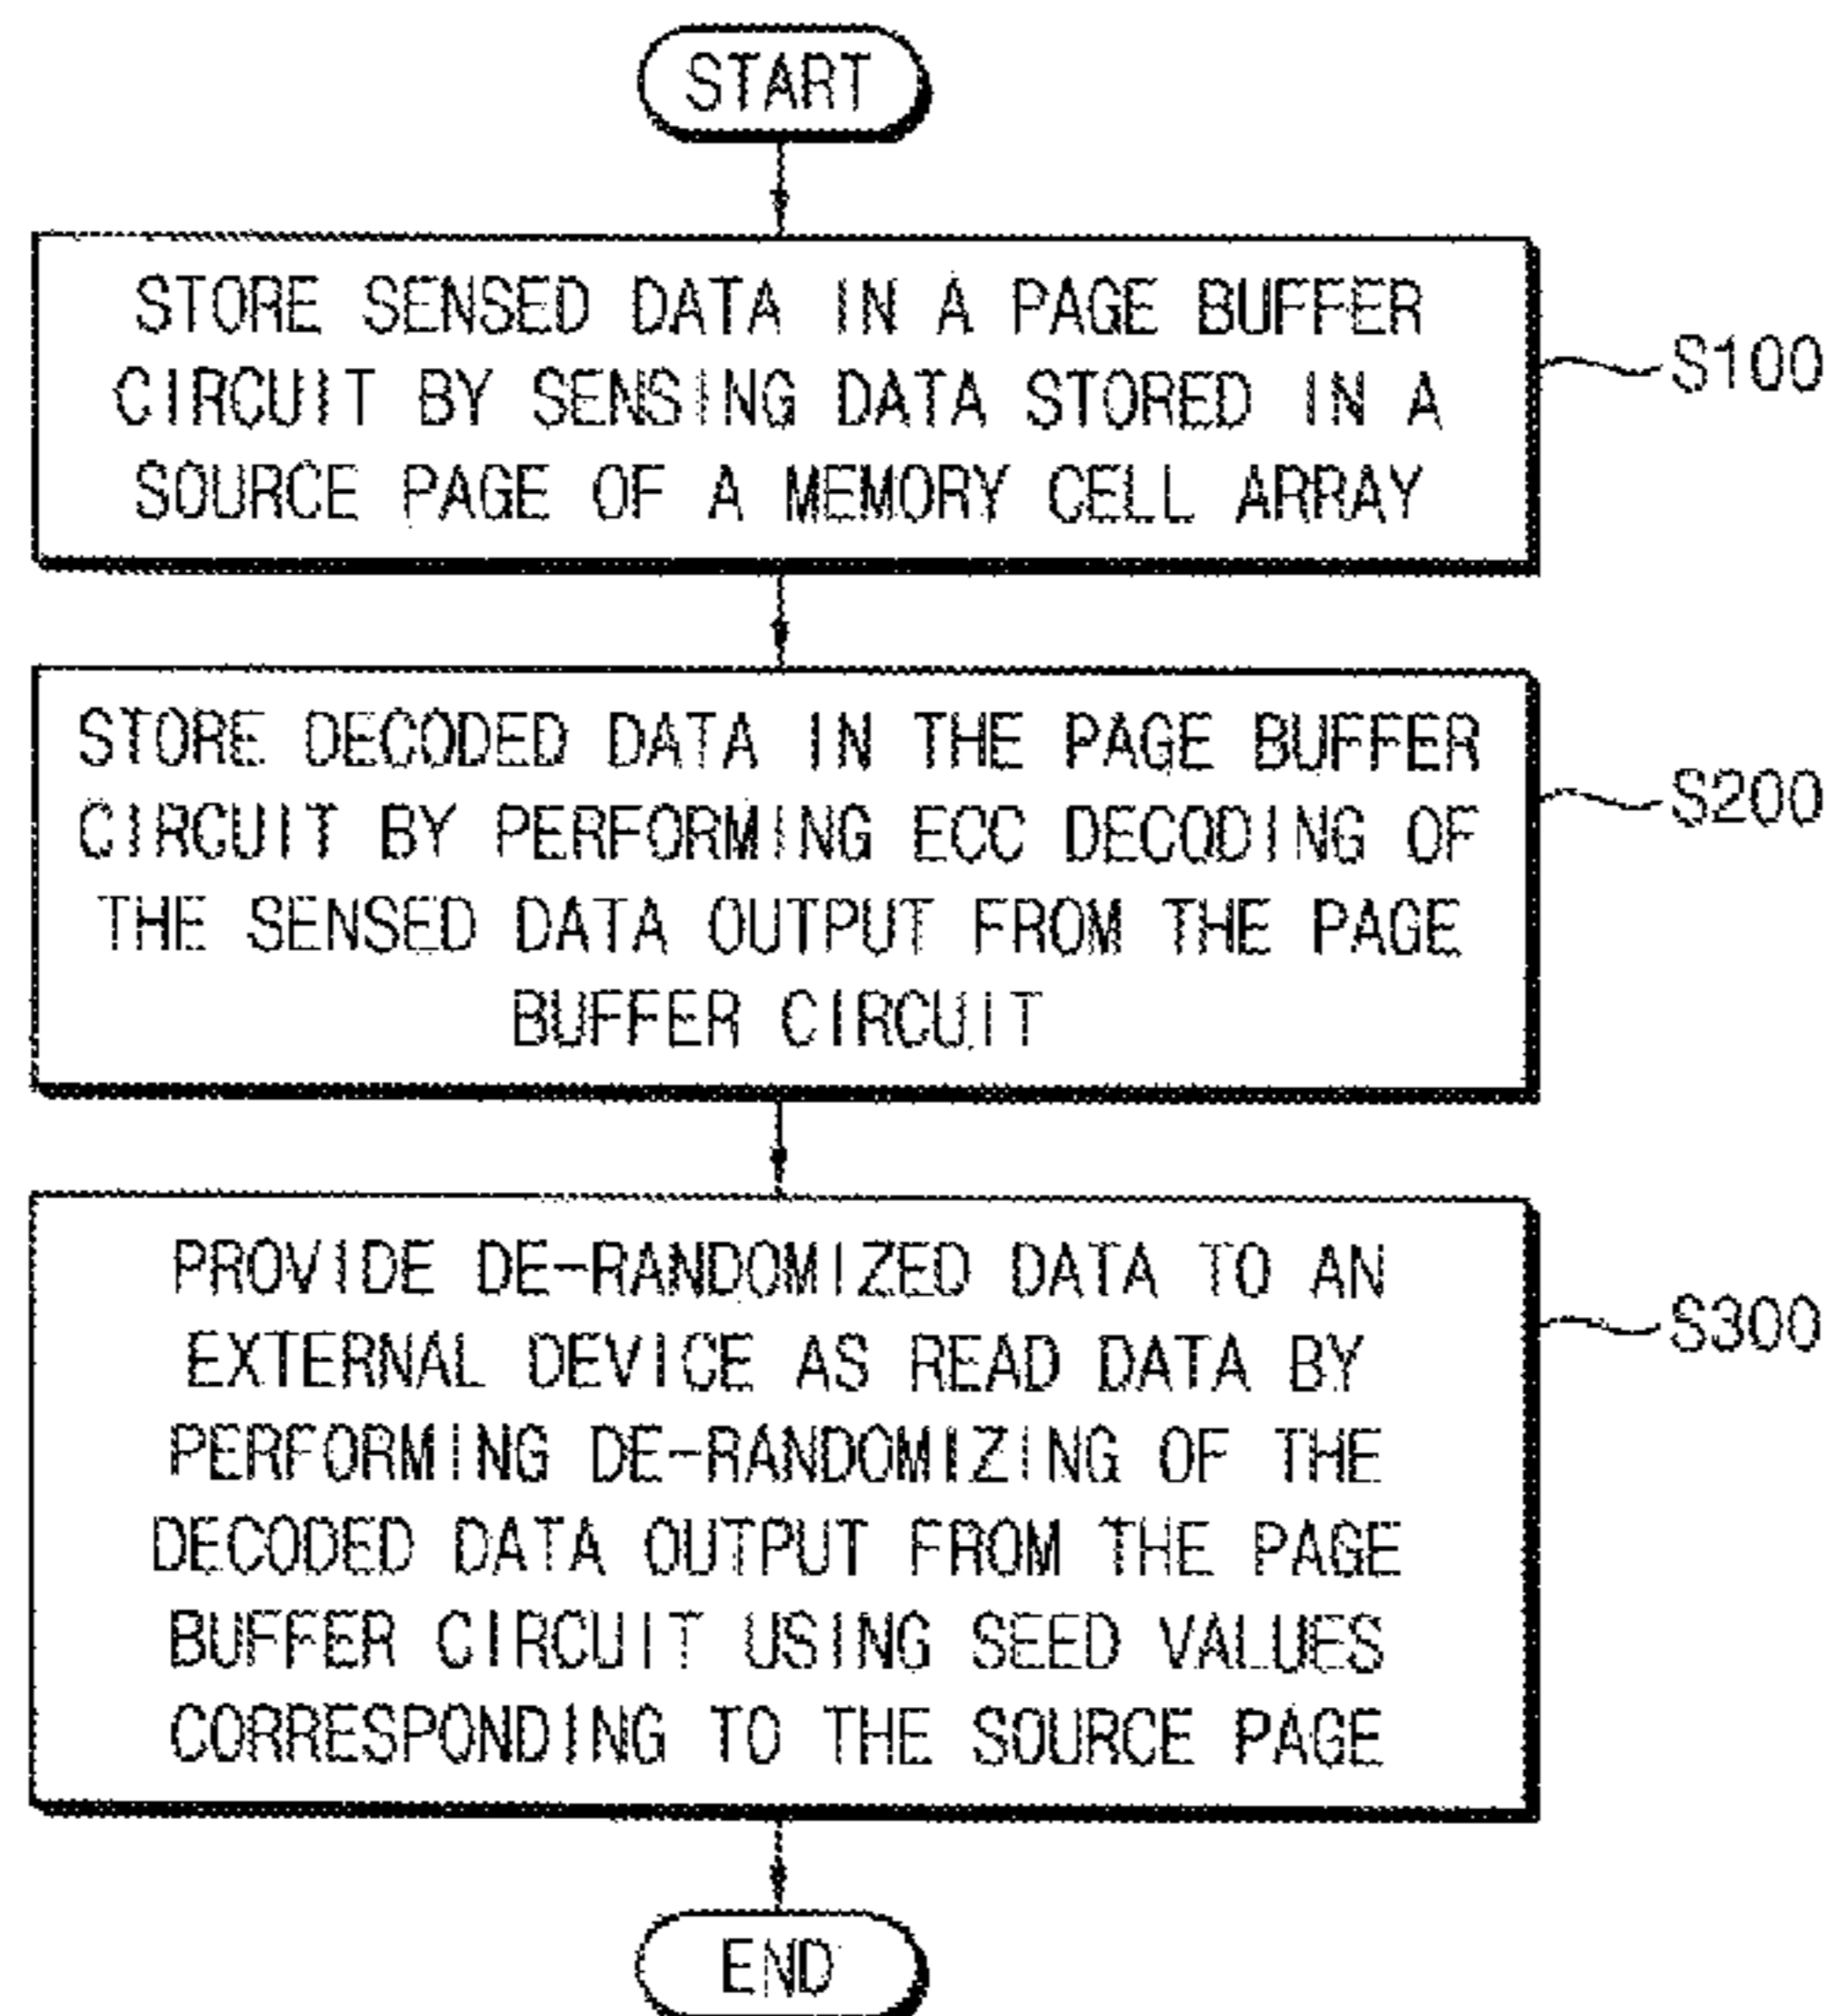 START
STORE SENSED DATA IN A PAGE BUFFER
CIRCUIT BY SENSING DATA STORED IN A
SOURCE PAGE OF A MEMORY CELL ARRAY
S100
STORE DECODED DATA IN THE PAGE BUFFER
CIRCUIT BY PERFORMING ECC DECODING OF
THE SENSED DATA OUTPUT FROM THE PAGE
BUFFER CIRCUIT
S200
PROVIDE DE-RANDOMIZED DATA TO AN
EXTERNAL DEVICE AS READ DATA BY
PERFORMING DE-RANDOMIZING OF THE
DECODED DATA OUTPUT FROM THE PAGE
BUFFER CIRCUIT USING SEED VALUES
CORRESPONDING TO THE SOURCE PAGE
S300
END